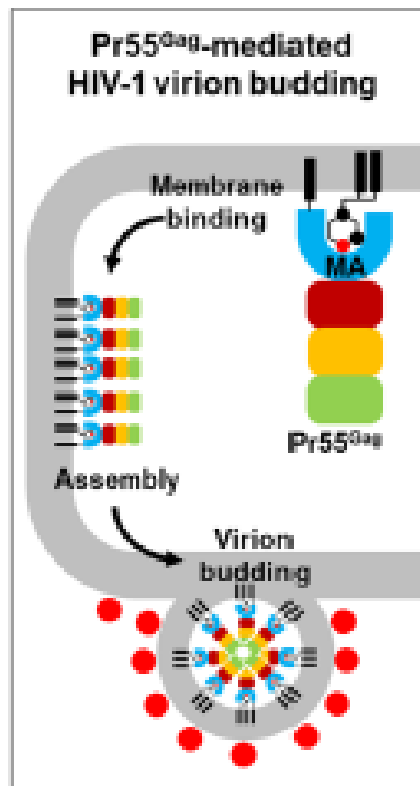 Pr55Gag-mediated
HIV-1 virion budding
Membrane
binding
MA
Pr55Gag
Assembly
Virion
budding